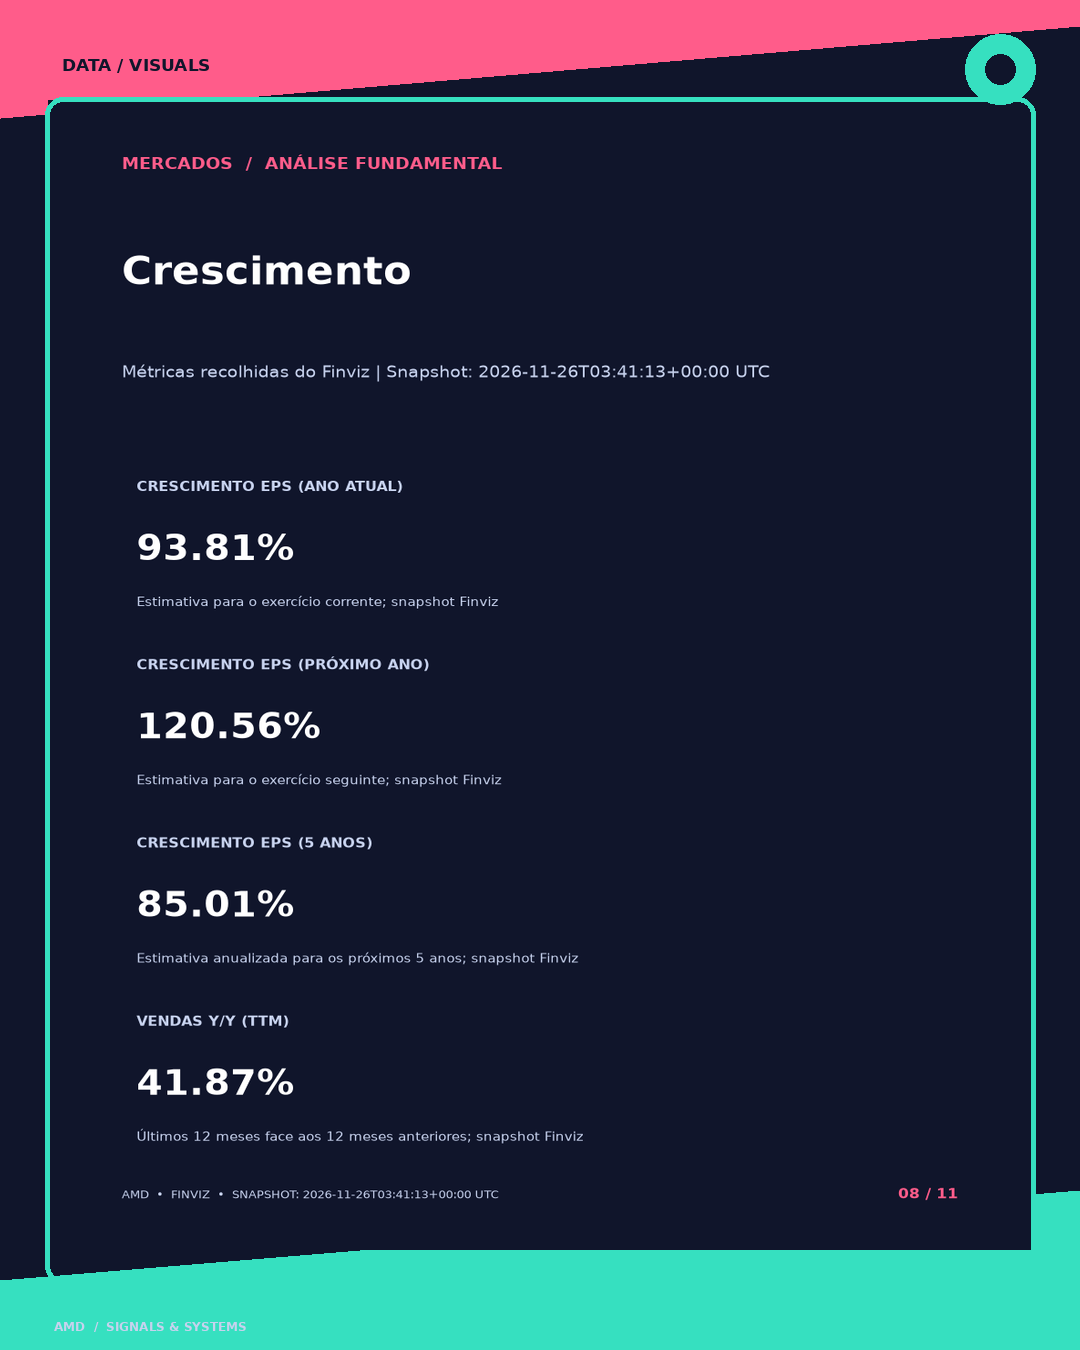 DATA / VISUALS
MERCADOS / ANÁLISE FUNDAMENTAL
Crescimento
Métricas recolhidas do Finviz | Snapshot: 2026-11-26T03:41:13+00:00 UTC
CRESCIMENTO EPS (ANO ATUAL)
93.81%
Estimativa para o exercício corrente; snapshot Finviz
CRESCIMENTO EPS (PRÓXIMO ANO)
120.56%
Estimativa para o exercício seguinte; snapshot Finviz
CRESCIMENTO EPS (5 ANOS)
85.01%
Estimativa anualizada para os próximos 5 anos; snapshot Finviz
VENDAS Y/Y (TTM)
41.87%
Últimos 12 meses face aos 12 meses anteriores; snapshot Finviz
AMD • FINVIZ • SNAPSHOT: 2026-11-26T03:41:13+00:00 UTC
08 / 11
AMD / SIGNALS & SYSTEMS